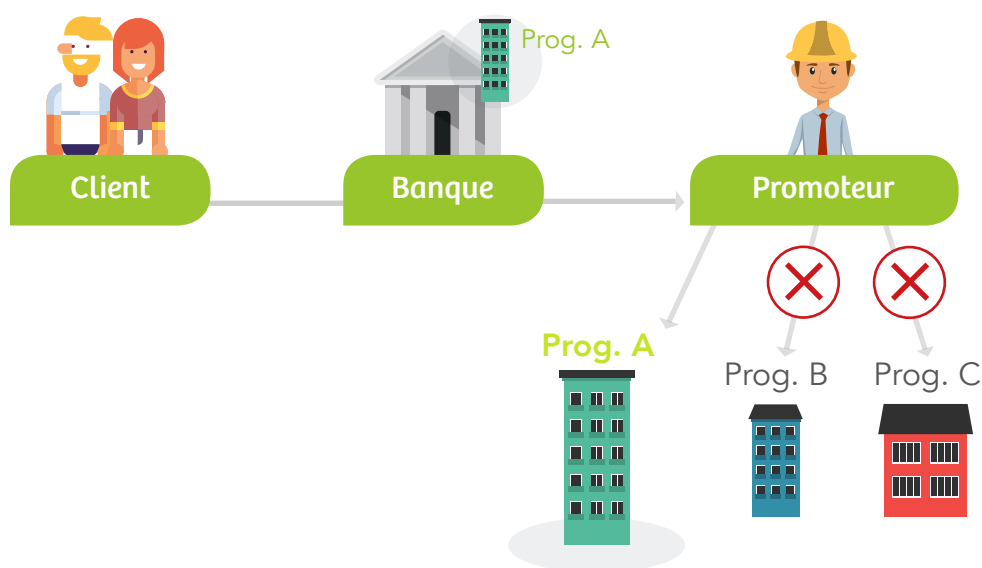 Prog. A
Client
Banque
Promoteur
Prog. A
Prog. B
Prog. C